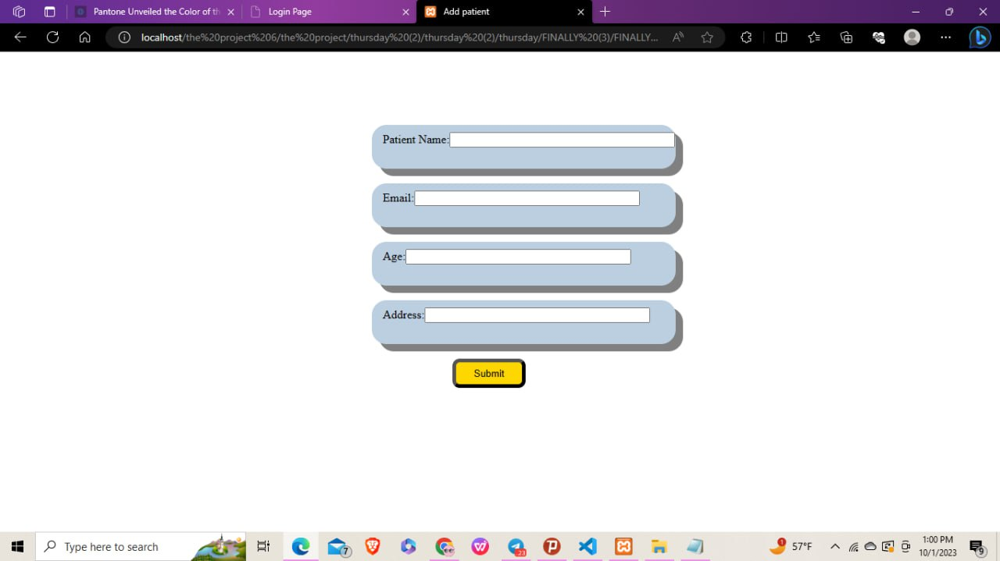 Pantone Unveiled the Color of th
Login Page
Add patient
localhost/the%20project%206/the%20project/thursday%20(2)/thursday%20(2)/thursday/FINALLY%20(3)/FINALLY...
Patient Name:
Email:
Age:
Address:
Submit
Type here to search
7
23
1
57°F
1:00 PM
10/1/2023
9